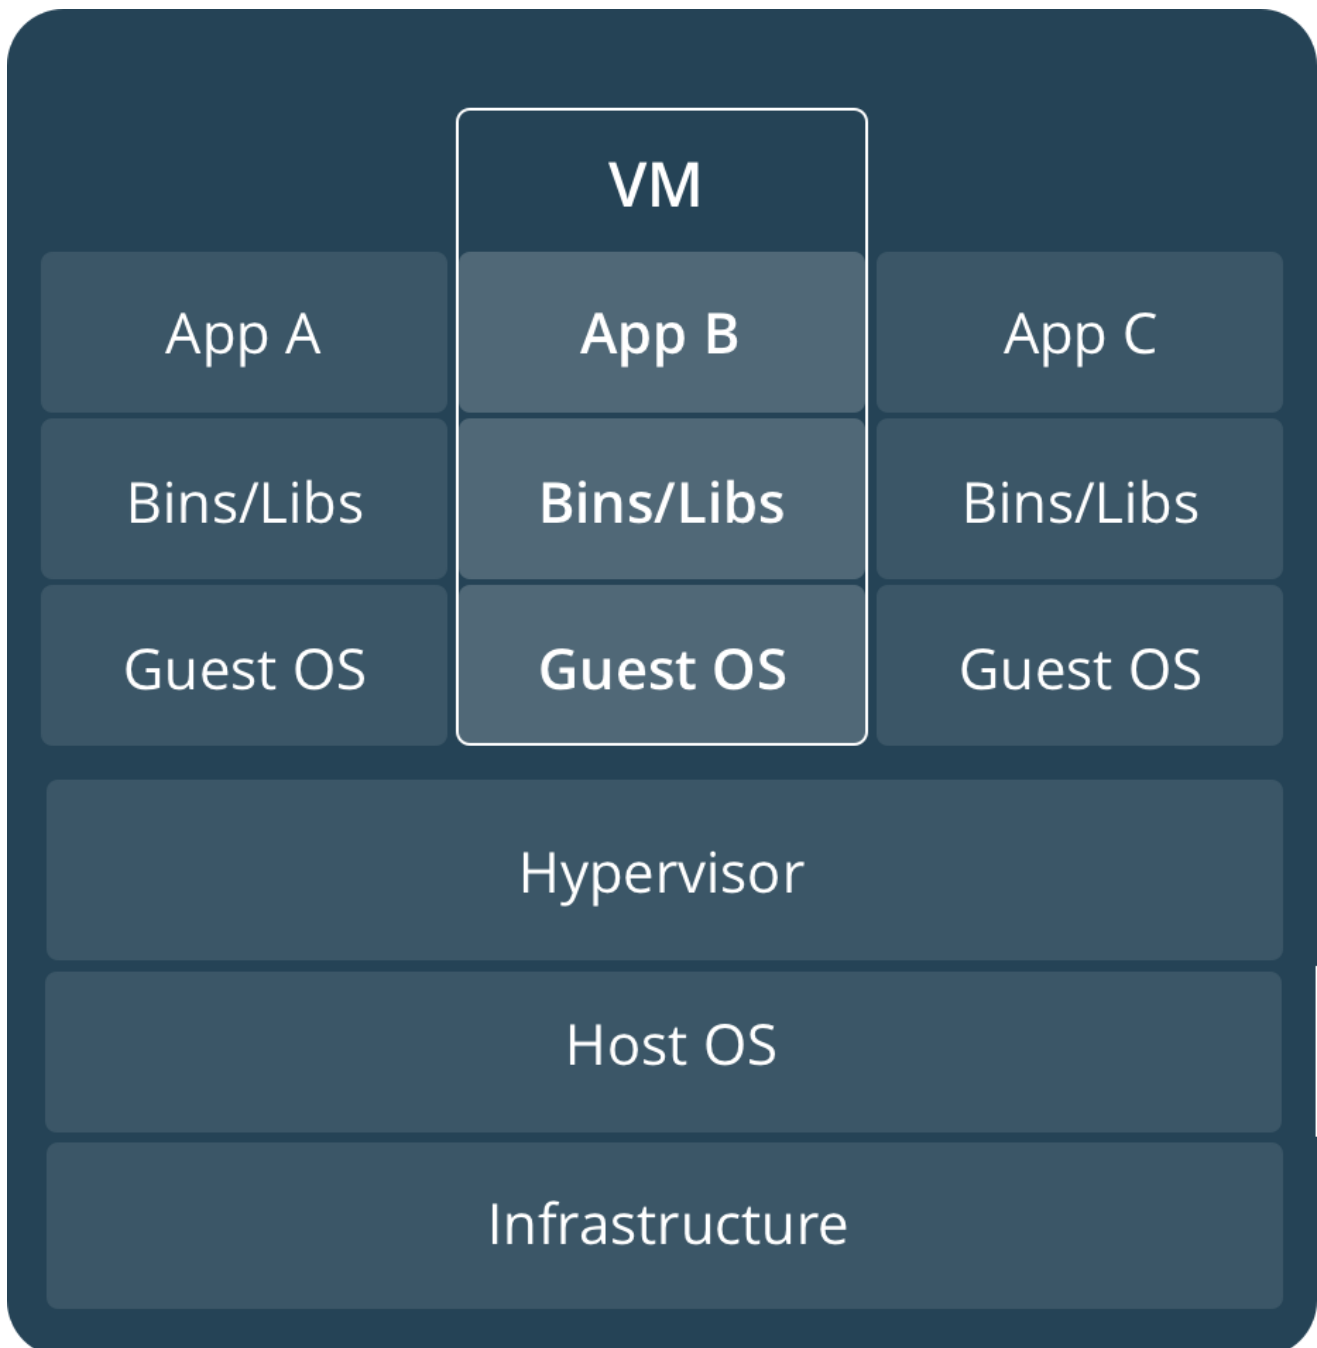 VM
App A
App B
App C
Bins/Libs
Bins/Libs
Bins/Libs
Guest OS
Guest OS
Guest OS
Hypervisor
Host OS
Infrastructure